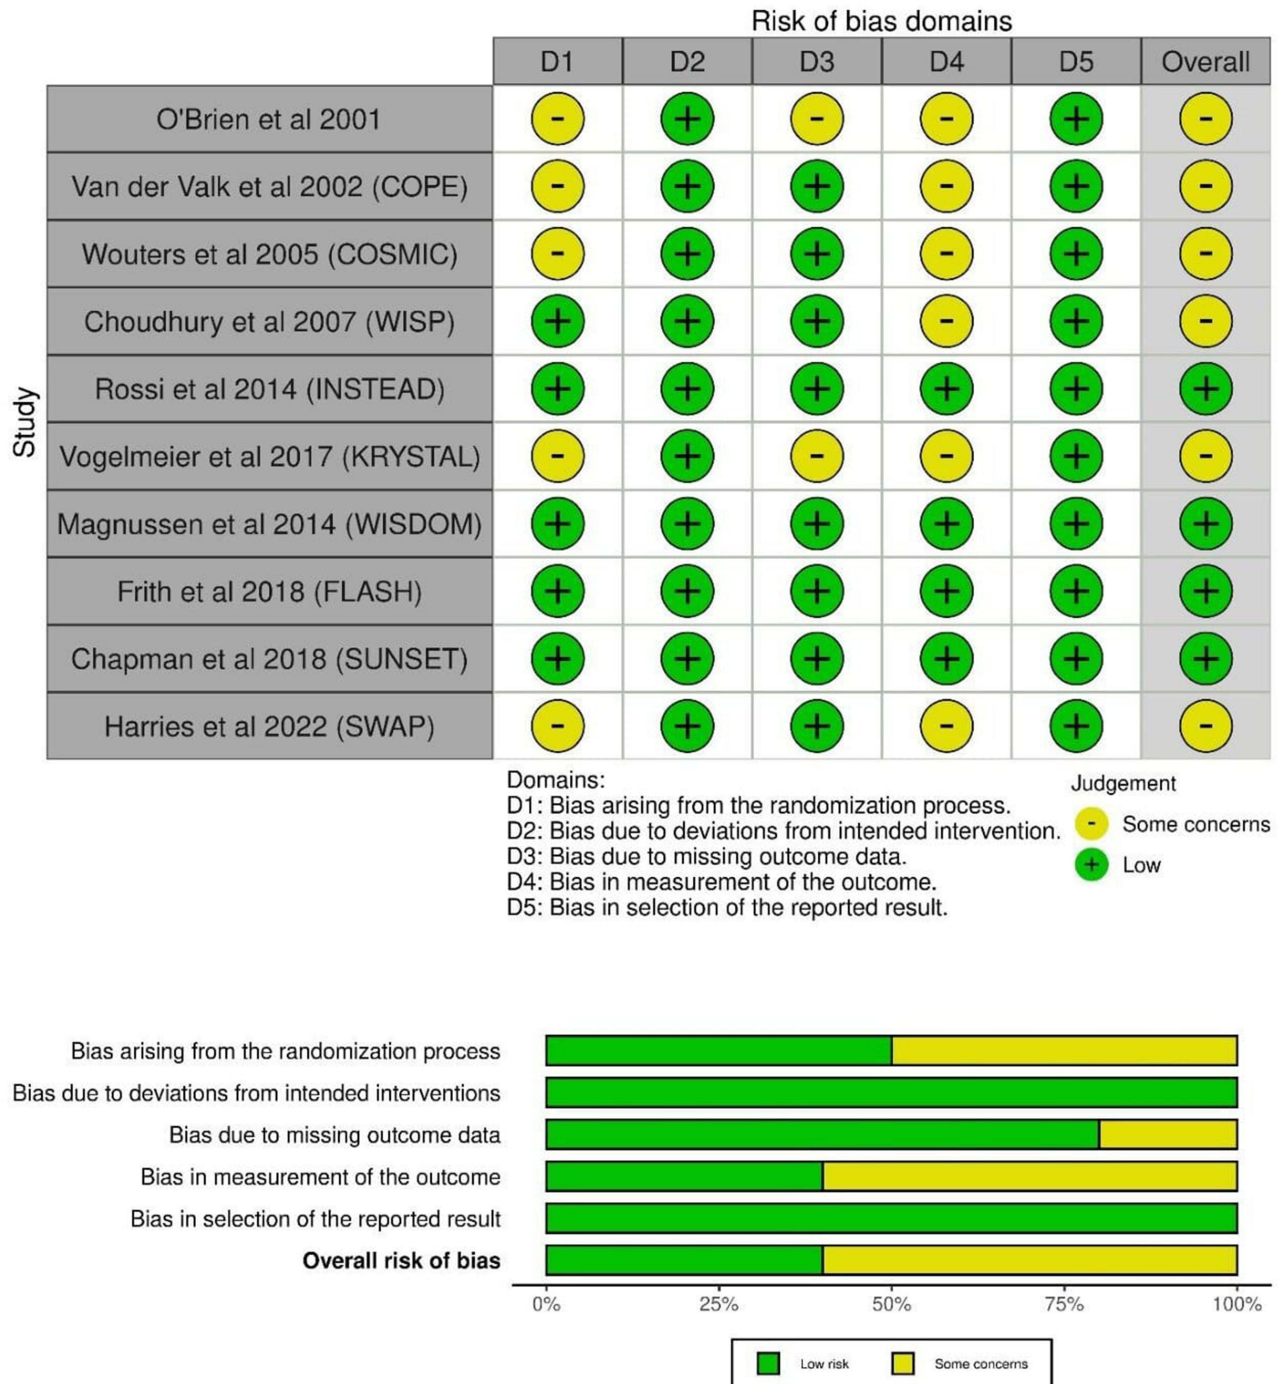 Risk of bias domains
D1 D2 D3 D4 D5 Overall
Study
O'Brien et al 2001 - + - - + -
Van der Valk et al 2002 (COPE) - + + - + -
Wouters et al 2005 (COSMIC) - + + - + -
Choudhury et al 2007 (WISP) + + + - + -
Rossi et al 2014 (INSTEAD) + + + + + +
Vogelmeier et al 2017 (KRYSTAL) - + - - + -
Magnussen et al 2014 (WISDOM) + + + + + +
Frith et al 2018 (FLASH) + + + + + +
Chapman et al 2018 (SUNSET) + + + + + +
Harries et al 2022 (SWAP) - + + - + -
Domains:
D1: Bias arising from the randomization process.
D2: Bias due to deviations from intended intervention.
D3: Bias due to missing outcome data.
D4: Bias in measurement of the outcome.
D5: Bias in selection of the reported result.
Judgement
- Some concerns
+ Low
Bias arising from the randomization process
Bias due to deviations from intended interventions
Bias due to missing outcome data
Bias in measurement of the outcome
Bias in selection of the reported result
Overall risk of bias
0% 25% 50% 75% 100%
Low risk Some concerns